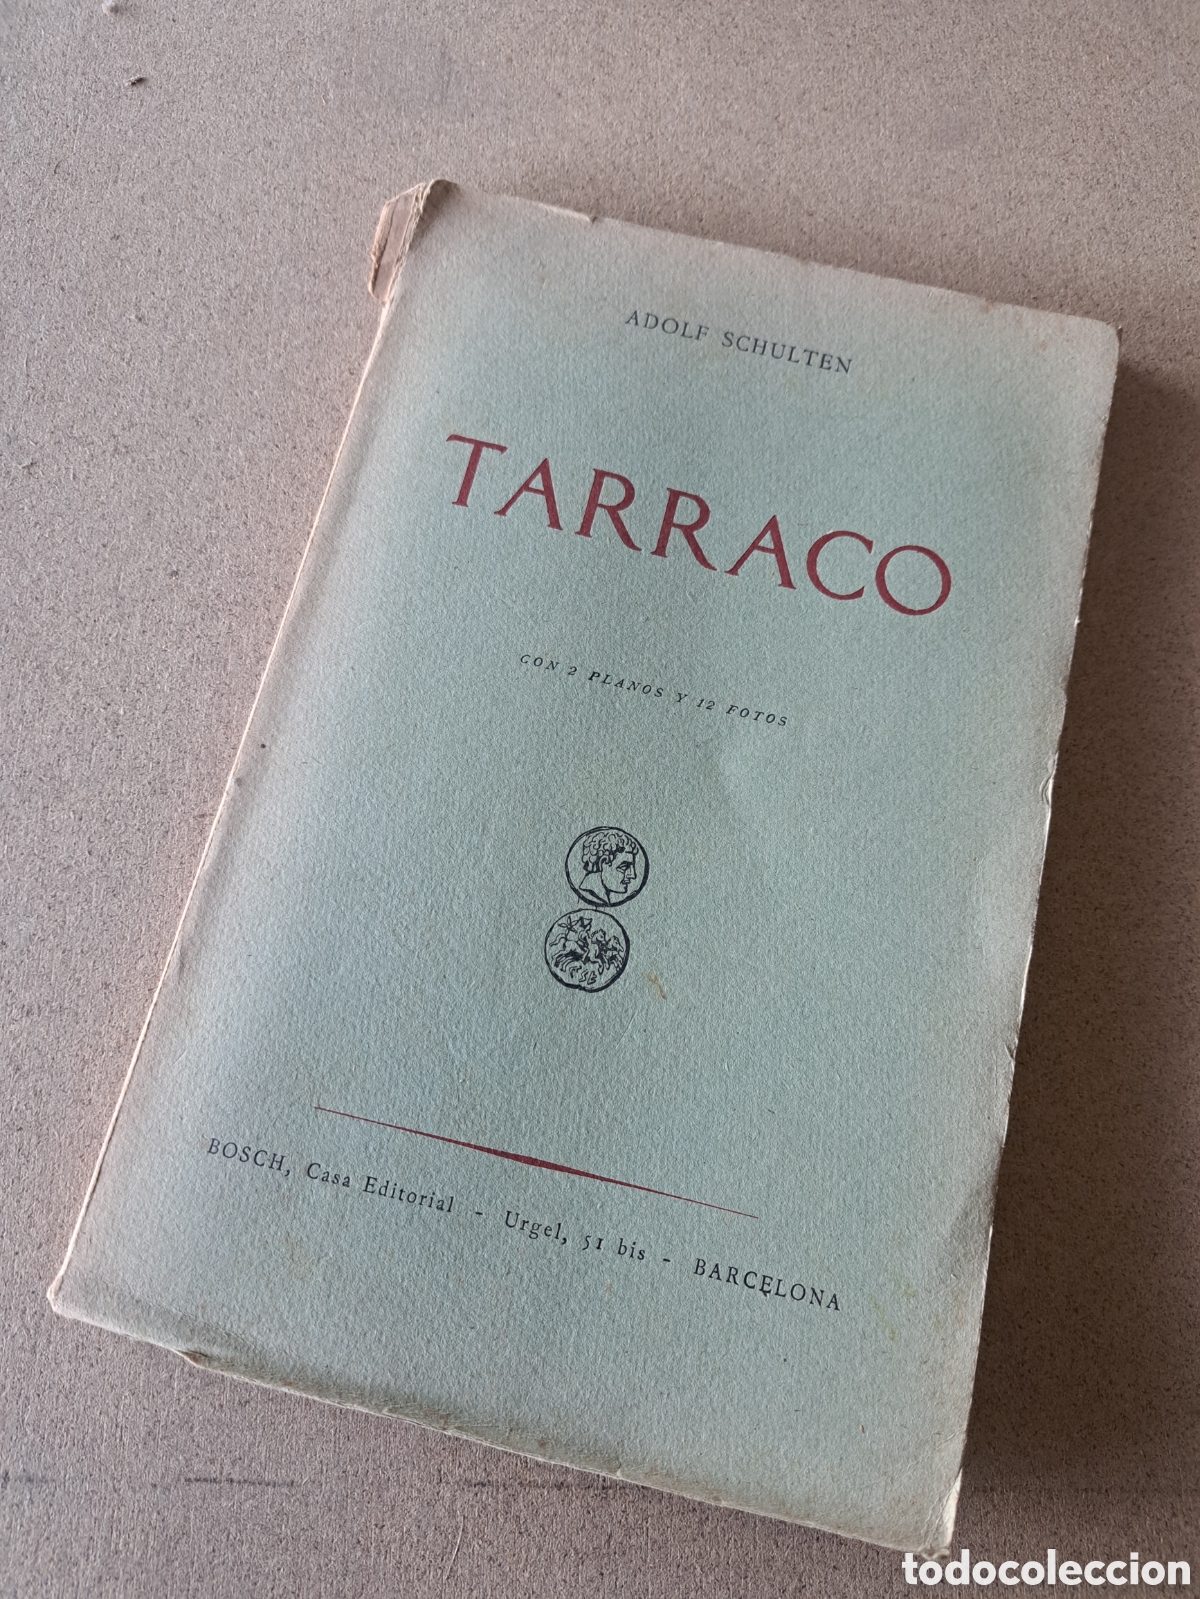 ADOLF SCHULTEN
TARRACO
CON 2 PLANOS Y 12 FOTOS
BOSCH, Casa Editorial - Urgel, 51 bis - BARCELONA
todocoleccion